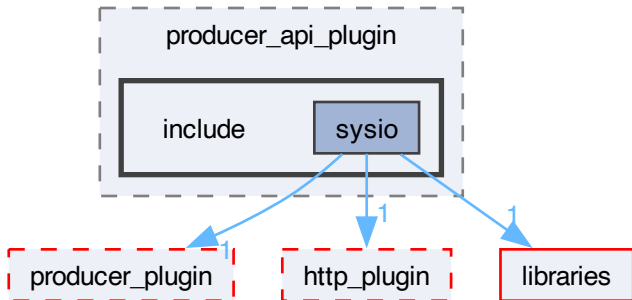 producer_api_plugin
include
sysio
1
1
1
producer_plugin
http_plugin
libraries